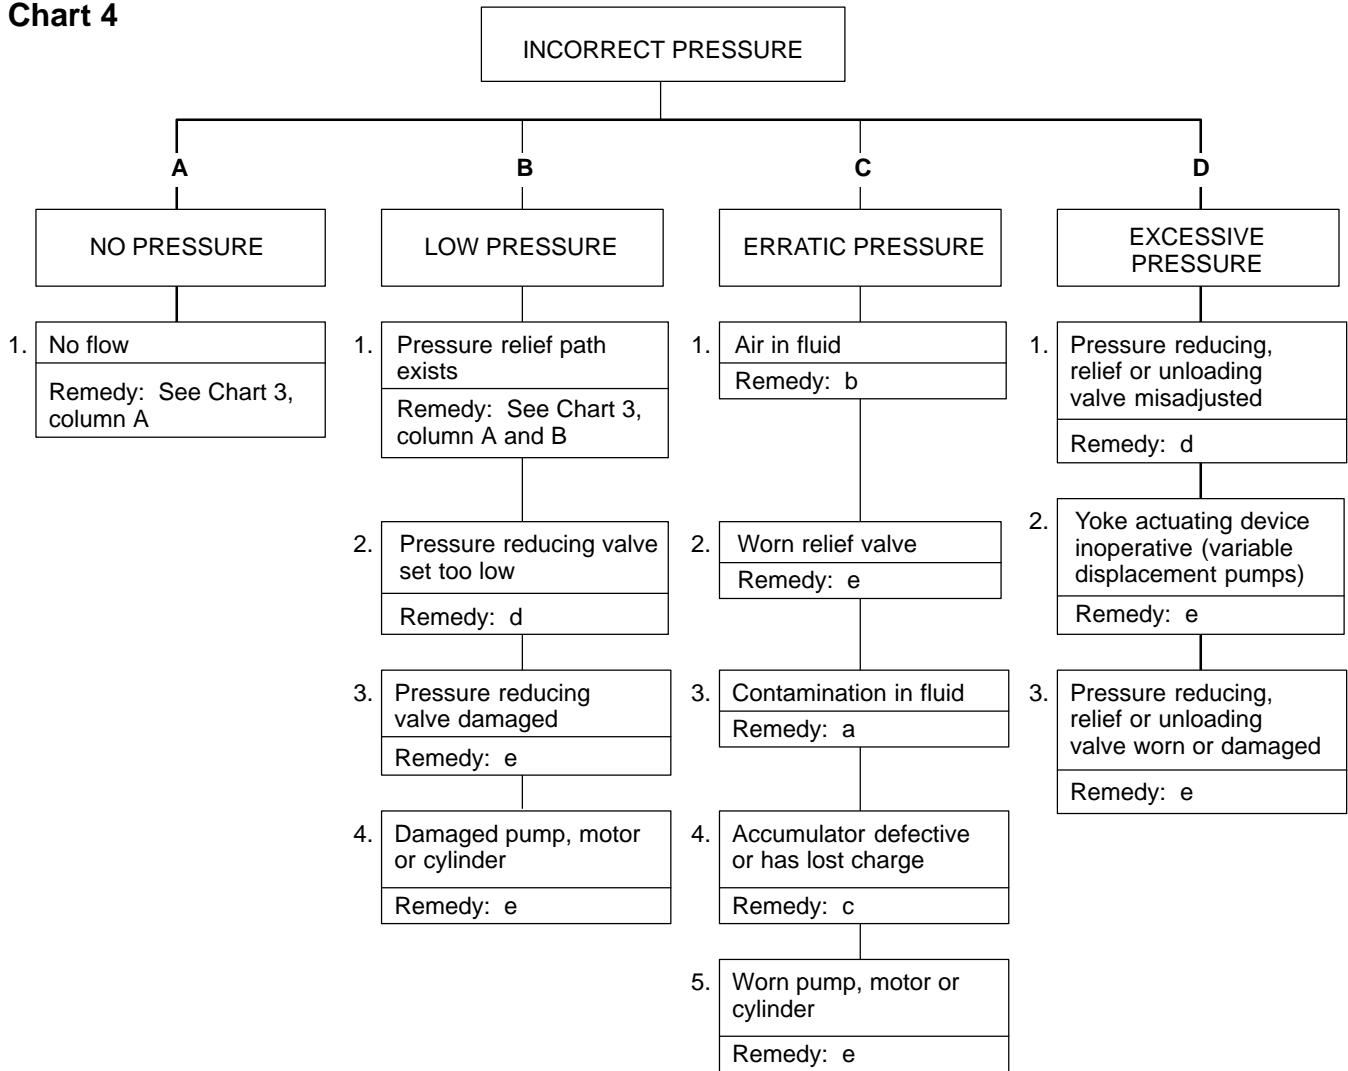 Chart 4
INCORRECT PRESSURE
A
B
C
D
NO PRESSURE
LOW PRESSURE
ERRATIC PRESSURE
EXCESSIVE
PRESSURE
1.
No flow
Remedy: See Chart 3,
column A
1.
Pressure relief path
exists
Remedy: See Chart 3,
column A and B
2.
Pressure reducing valve
set too low
Remedy: d
3.
Pressure reducing
valve damaged
Remedy: e
4.
Damaged pump, motor
or cylinder
Remedy: e
1.
Air in fluid
Remedy: b
2.
Worn relief valve
Remedy: e
3.
Contamination in fluid
Remedy: a
4.
Accumulator defective
or has lost charge
Remedy: c
5.
Worn pump, motor or
cylinder
Remedy: e
1.
Pressure reducing,
relief or unloading
valve misadjusted
Remedy: d
2.
Yoke actuating device
inoperative (variable
displacement pumps)
Remedy: e
3.
Pressure reducing,
relief or unloading
valve worn or damaged
Remedy: e